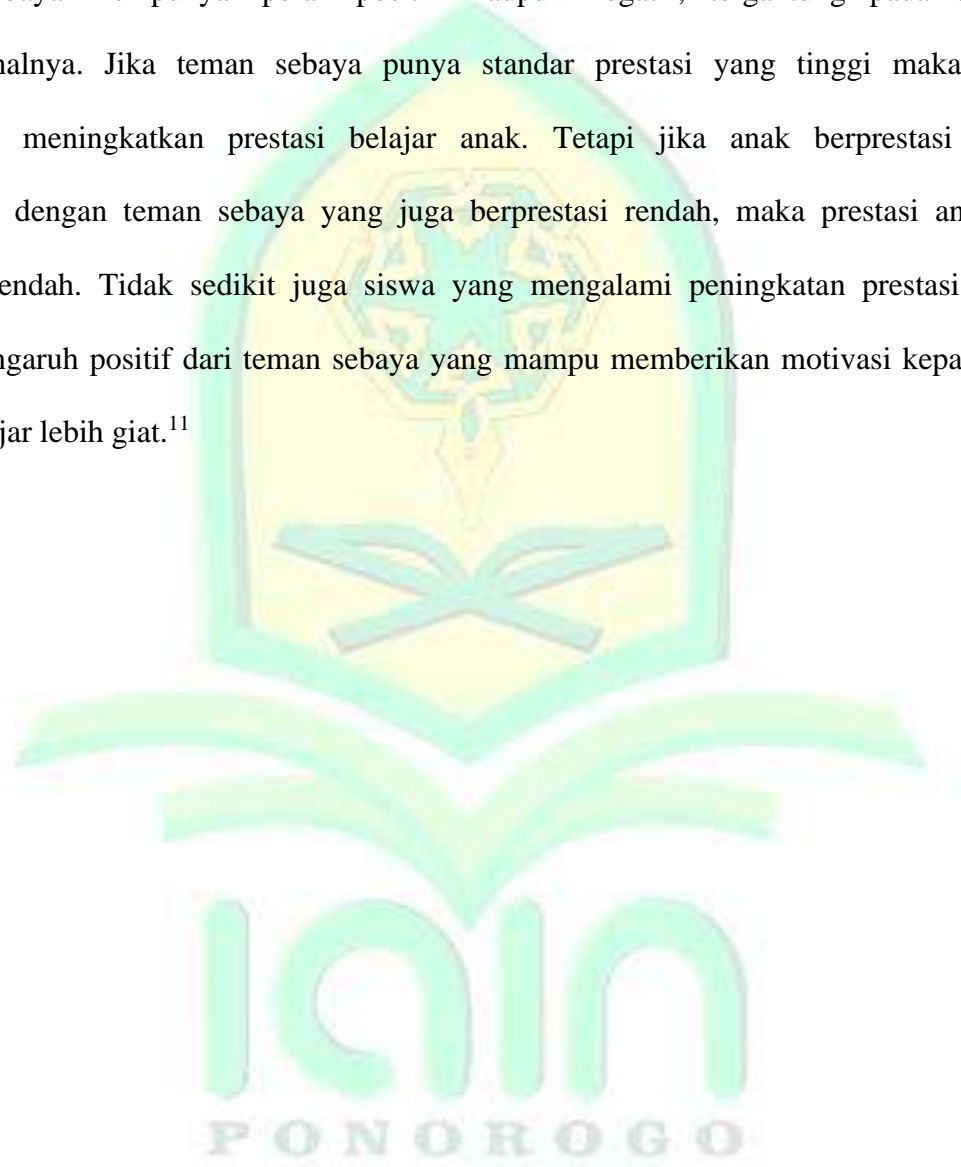 nalnya. Jika teman sebaya punya standar prestasi yang tinggi maka
meningkatkan prestasi belajar anak. Tetapi jika anak berprestasi
dengan teman sebaya yang juga berprestasi rendah, maka prestasi an
endah. Tidak sedikit juga siswa yang mengalami peningkatan prestasi
ngaruh positif dari teman sebaya yang mampu memberikan motivasi kepa
jar lebih giat.11
iain
PONOROGO